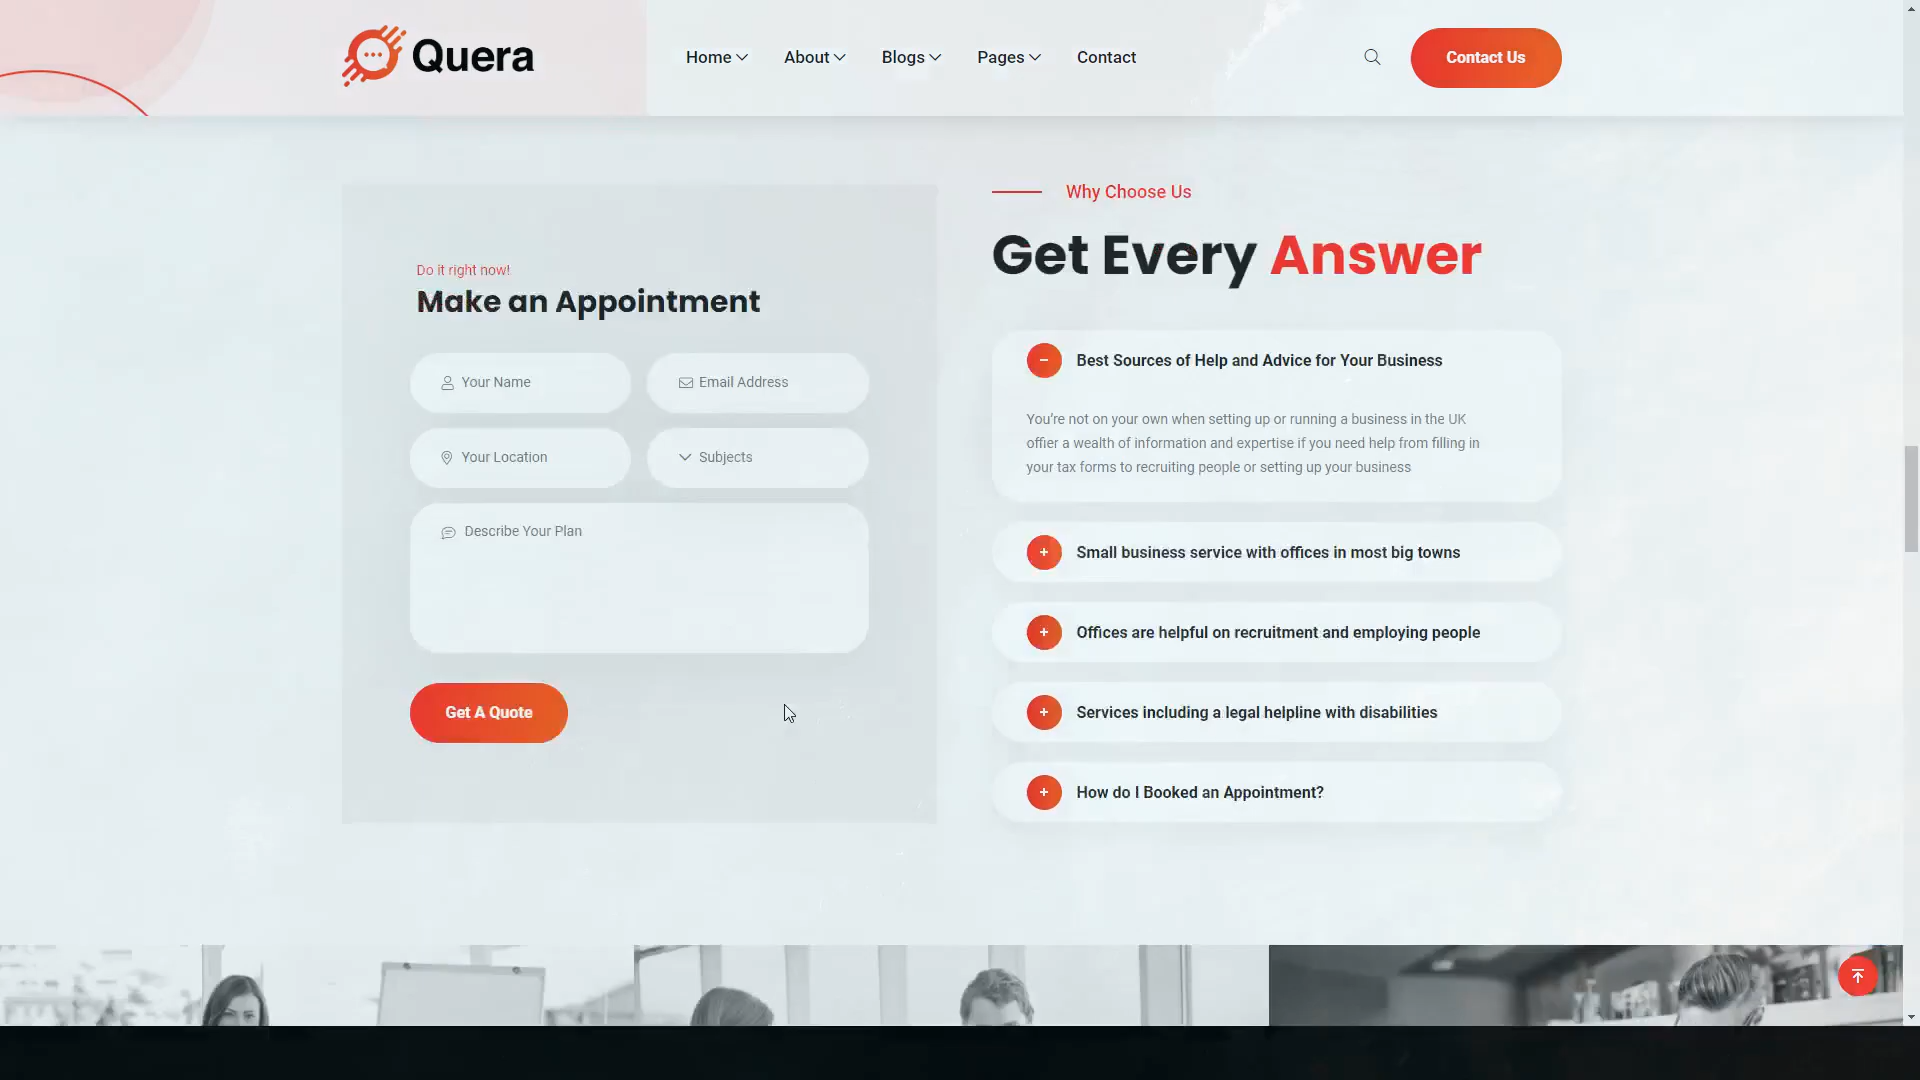 Quera
Home
About
Blogs
Pages
Contact
Contact Us
Do it right now!
Make an Appointment
Your Name
Email Address
Your Location
Subjects
Describe Your Plan
Get A Quote
Why Choose Us
Get Every Answer
Best Sources of Help and Advice for Your Business
You're not on your own when setting up or running a business in the UK
offier a wealth of information and expertise if you need help from filling in
your tax forms to recruiting people or setting up your business
Small business service with offices in most big towns
Offices are helpful on recruitment and employing people
Services including a legal helpline with disabilities
How do I Booked an Appointment?